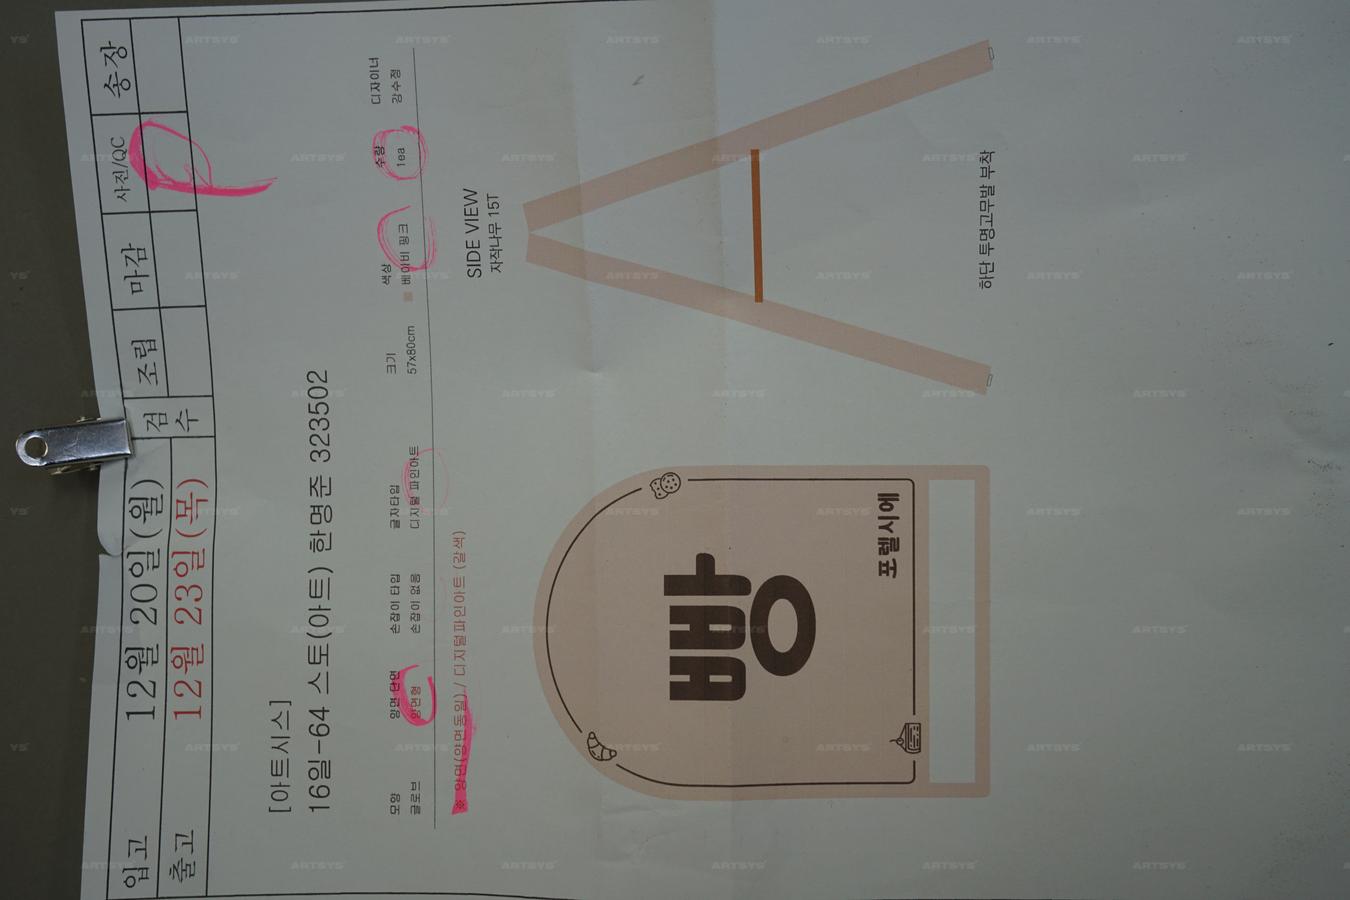 입고 12월 20일(월) 검수 조립 마감 사진/QC 송장
출고 12월 23일(목)
[아트시스]
16일-64 스토(아트) 한명준 323502
모양 양면 단면 손잡이 타입 글자타입 크기 색상 수량 디자이너
글로브 양면형 손잡이 없음 디지털 파인아트 57x80cm 베이비 핑크 1ea 강수정
※ 양면(양면동일) / 디지털파인아트 (갈색)
SIDE VIEW
자작나무 15T
빵
포렐시에
하단 투명고무발 부착
ARTSYS